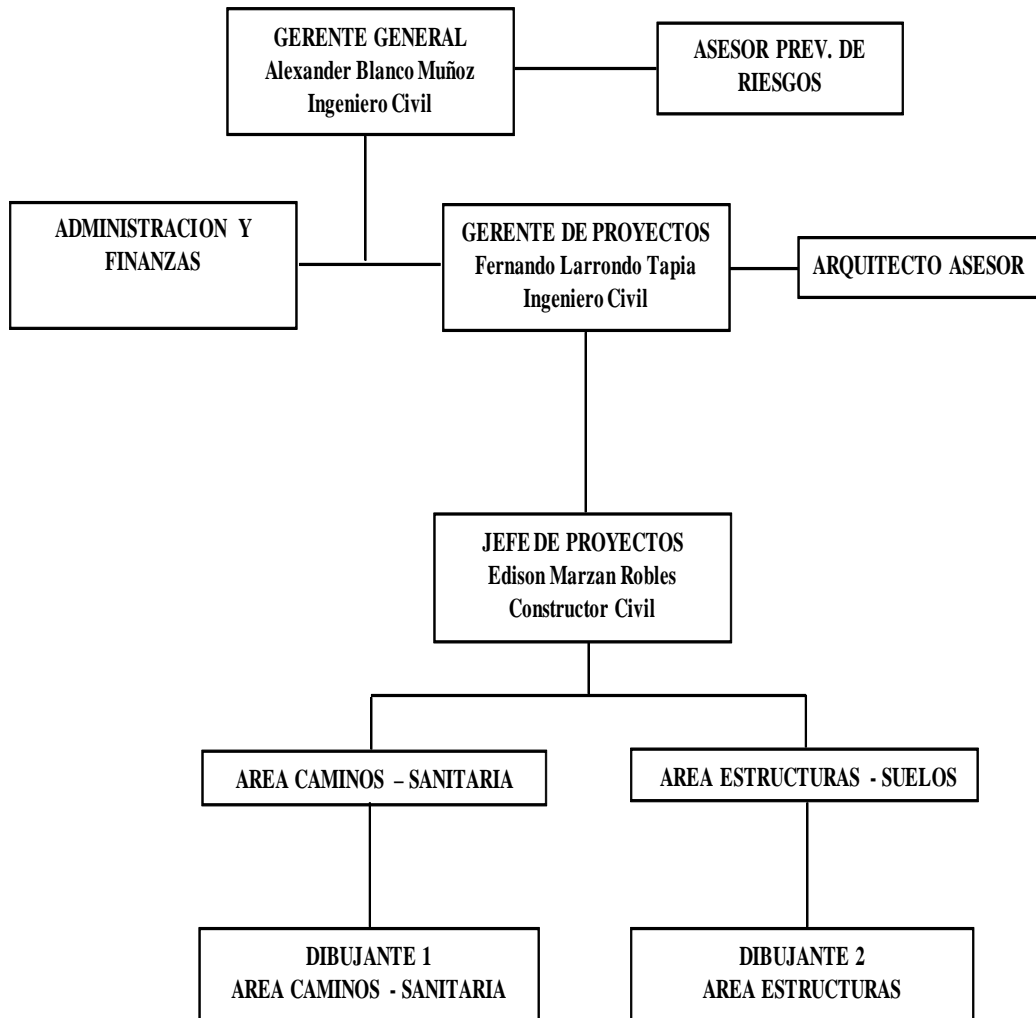 GERENTE GENERAL
Alexander Blanco Muñoz
Ingeniero Civil
ASESOR PREV. DE
RIESGOS
ADMINISTRACION Y
FINANZAS
GERENTE DE PROYECTOS
Fernando Larrondo Tapia
Ingeniero Civil
ARQUITECTO ASESOR
JEFE DE PROYECTOS
Edison Marzan Robles
Constructor Civil
AREA CAMINOS – SANITARIA
AREA ESTRUCTURAS - SUELOS
DIBUJANTE 1
AREA CAMINOS - SANITARIA
DIBUJANTE 2
AREA ESTRUCTURAS